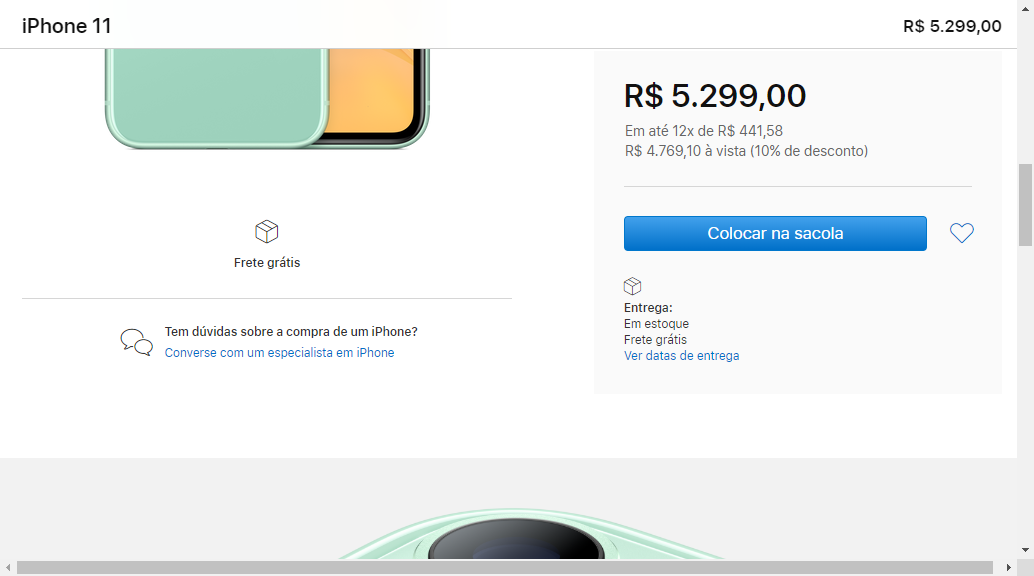 iPhone 11
R$ 5.299,00
R$ 5.299,00
Em até 12x de R$ 441,58
R$ 4.769,10 à vista (10% de desconto)
Colocar na sacola
Frete grátis
Entrega:
Em estoque
Frete grátis
Ver datas de entrega
Tem dúvidas sobre a compra de um iPhone?
Converse com um especialista em iPhone